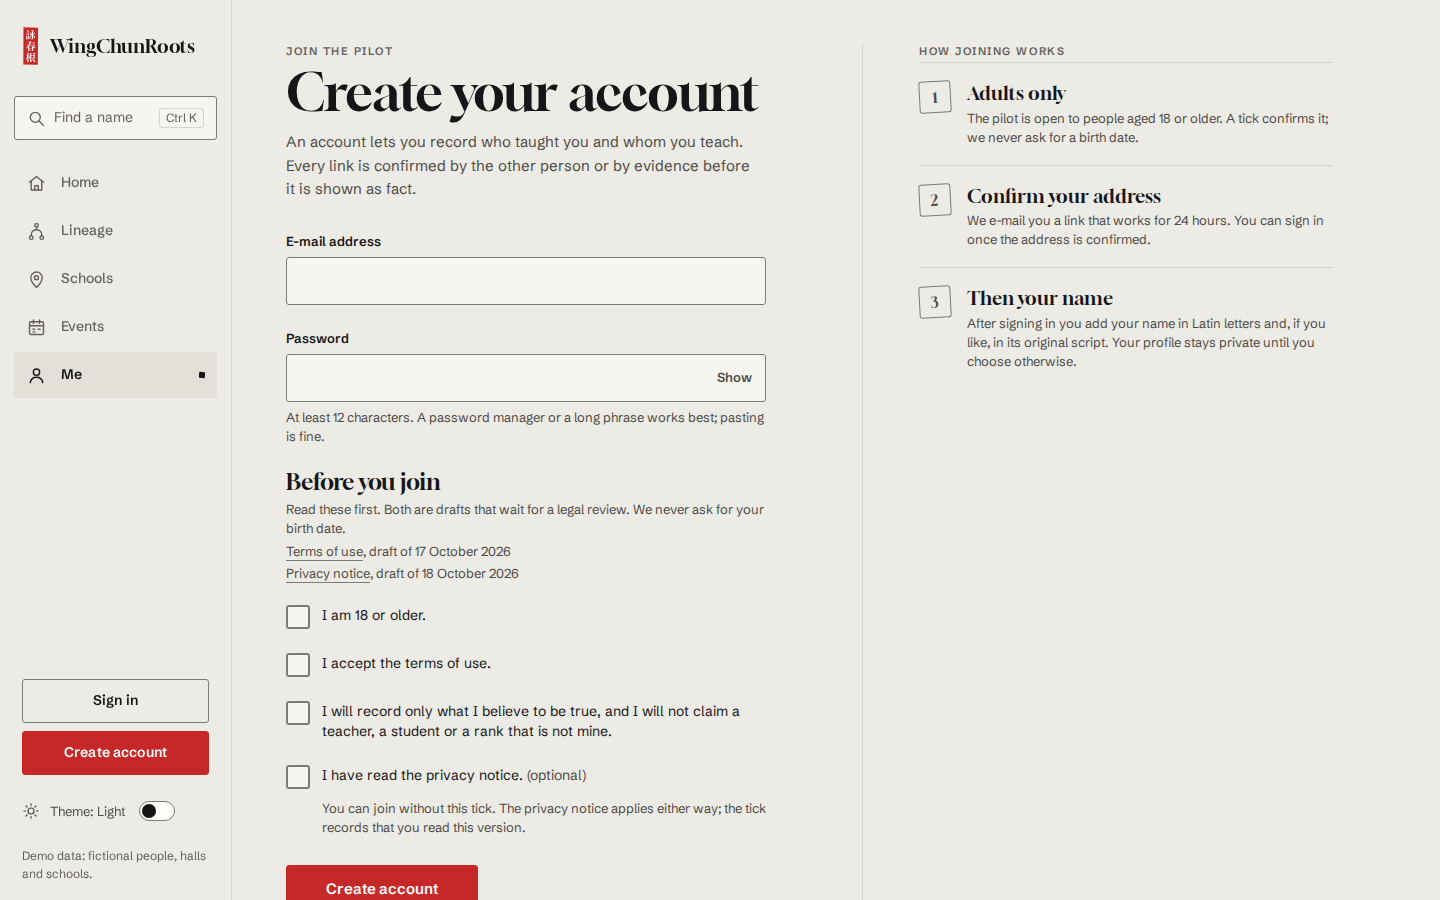 詠春根
WingChunRoots
Find a name
Ctrl K
Home
Lineage
Schools
Events
Me
Sign in
Create account
Theme: Light
Demo data: fictional people, halls
and schools.
JOIN THE PILOT
Create your account
An account lets you record who taught you and whom you teach.
Every link is confirmed by the other person or by evidence before
it is shown as fact.
E-mail address
Password
Show
At least 12 characters. A password manager or a long phrase works best; pasting
is fine.
Before you join
Read these first. Both are drafts that wait for a legal review. We never ask for your
birth date.
Terms of use, draft of 17 October 2026
Privacy notice, draft of 18 October 2026
I am 18 or older.
I accept the terms of use.
I will record only what I believe to be true, and I will not claim a
teacher, a student or a rank that is not mine.
I have read the privacy notice. (optional)
You can join without this tick. The privacy notice applies either way; the tick
records that you read this version.
Create account
HOW JOINING WORKS
1
Adults only
The pilot is open to people aged 18 or older. A tick confirms it;
we never ask for a birth date.
2
Confirm your address
We e-mail you a link that works for 24 hours. You can sign in
once the address is confirmed.
3
Then your name
After signing in you add your name in Latin letters and, if you
like, in its original script. Your profile stays private until you
choose otherwise.